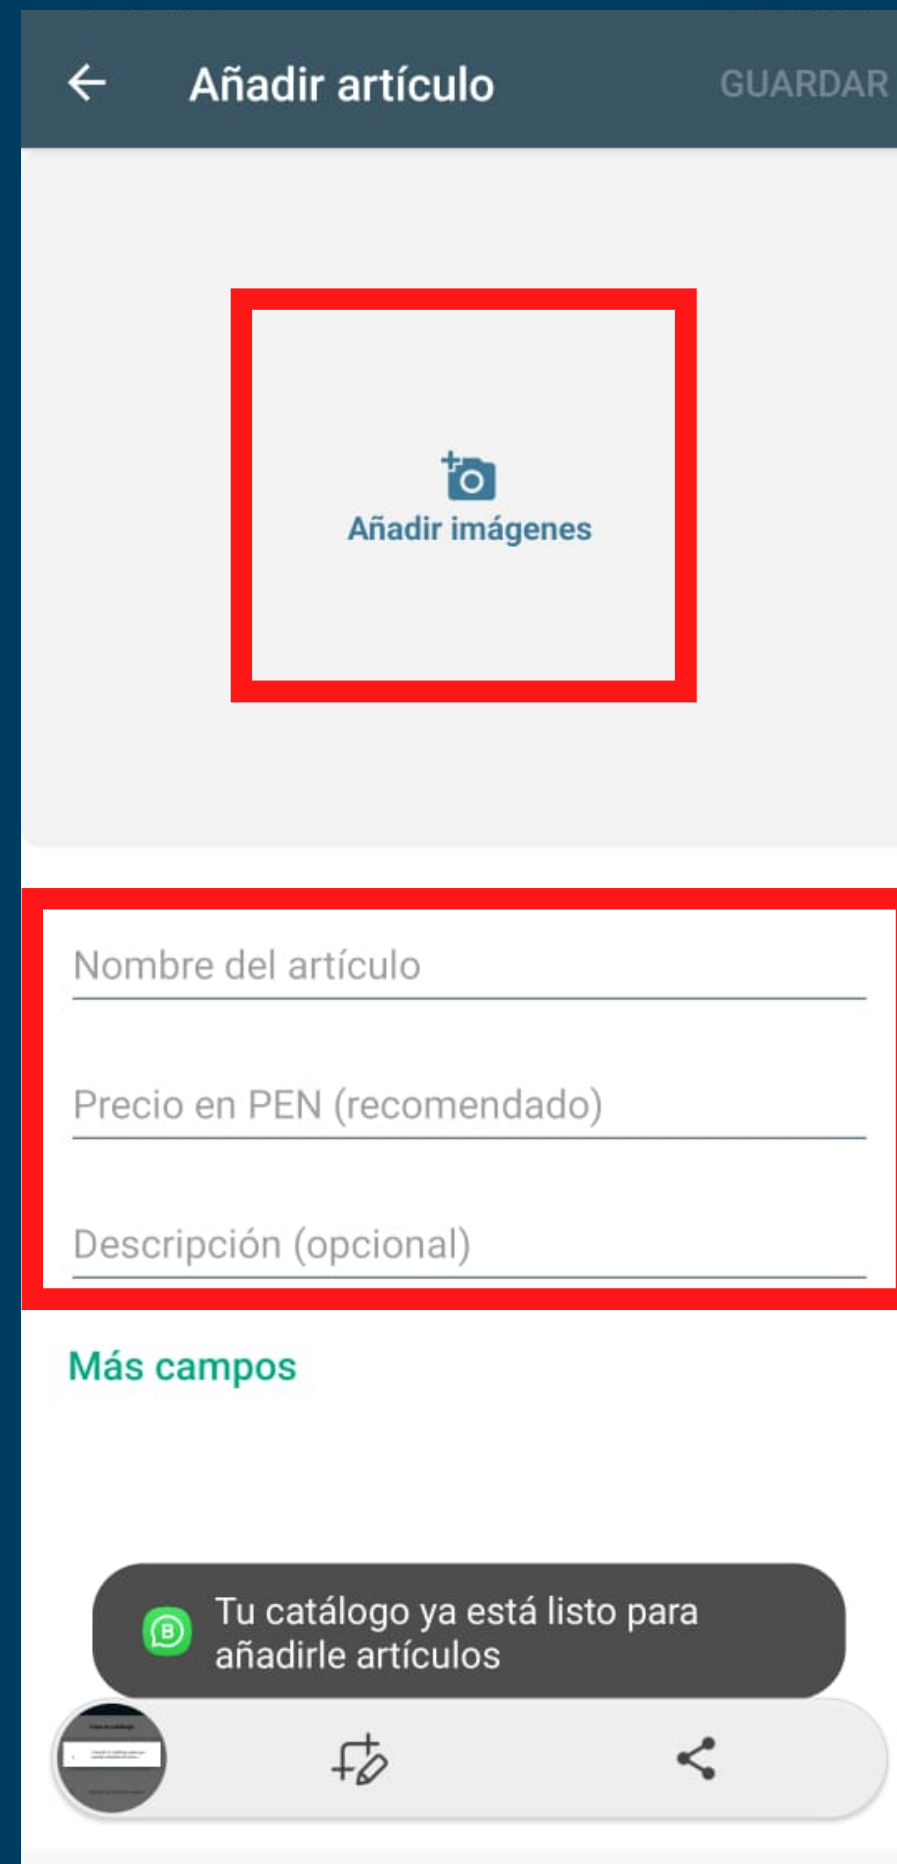 Añadir artículo GUARDAR
Añadir imágenes
Nombre del artículo
Precio en PEN (recomendado)
Descripción (opcional)
Más campos
Tu catálogo ya está listo para
añadirle artículos